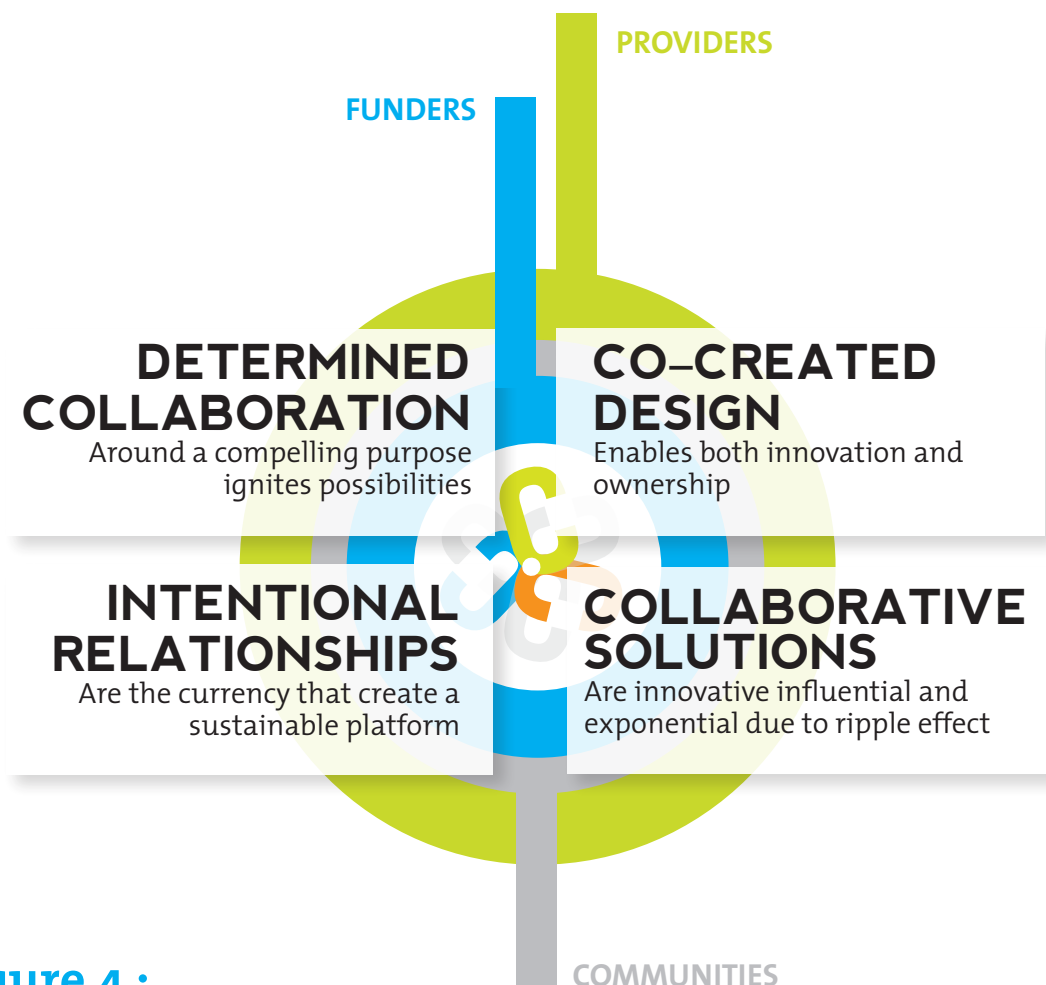 PROVIDERS
FUNDERS
DETERMINED
COLLABORATION
Around a compelling purpose
ignites possibilities
CO–CREATED
DESIGN
Enables both innovation and
ownership
INTENTIONAL
RELATIONSHIPS
Are the currency that create a
sustainable platform
COLLABORATIVE
SOLUTIONS
Are innovative influential and
exponential due to ripple effect
COMMUNITIES
gure 4 :